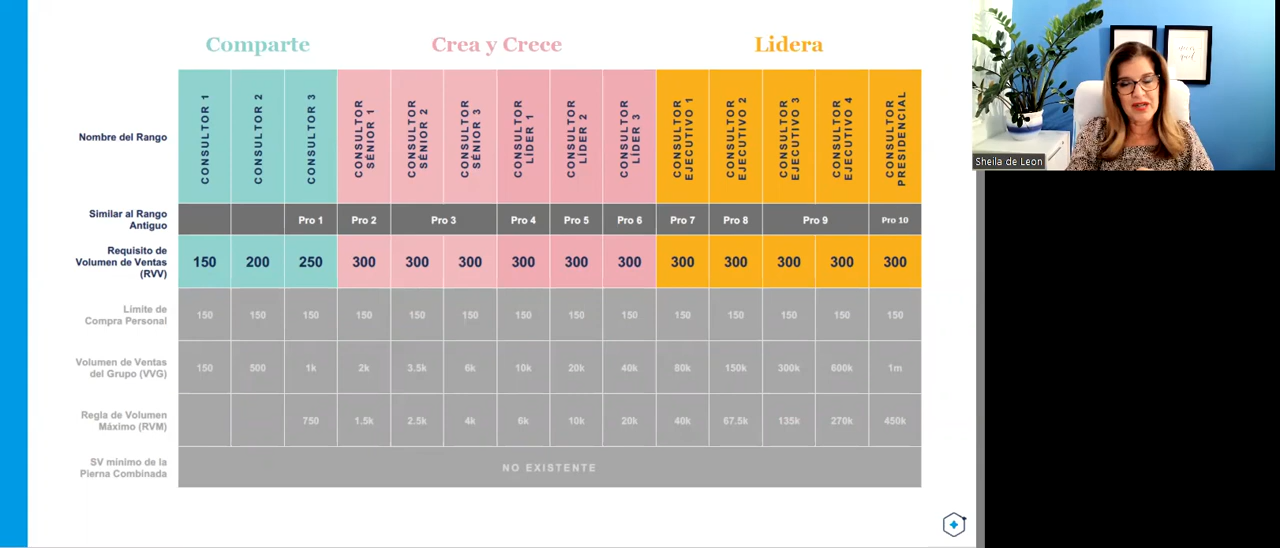 Comparte Crea y Crece Lidera
Nombre del Rango
CONSULTOR 1
CONSULTOR 2
CONSULTOR 3
CONSULTOR SÉNIOR 1
CONSULTOR SÉNIOR 2
CONSULTOR SÉNIOR 3
CONSULTOR LÍDER 1
CONSULTOR LÍDER 2
CONSULTOR LÍDER 3
CONSULTOR EJECUTIVO 1
CONSULTOR EJECUTIVO 2
CONSULTOR EJECUTIVO 3
CONSULTOR EJECUTIVO 4
CONSULTOR PRESIDENCIAL
Similar al Rango
Antiguo
Pro 1 Pro 2 Pro 3 Pro 4 Pro 5 Pro 6 Pro 7 Pro 8 Pro 9 Pro 10
Requisito de
Volumen de Ventas
(RVV)
150 200 250 300 300 300 300 300 300 300 300 300 300 300
Límite de
Compra Personal
150 150 150 150 150 150 150 150 150 150 150 150 150 150
Volumen de Ventas
del Grupo (VVG)
150 500 1k 2k 3.5k 6k 10k 20k 40k 80k 150k 300k 600k 1m
Regla de Volumen
Máximo (RVM)
750 1.5k 2.5k 4k 6k 10k 20k 40k 67.5k 135k 270k 450k
SV mínimo de la
Pierna Combinada
NO EXISTENTE
Sheila de Leon